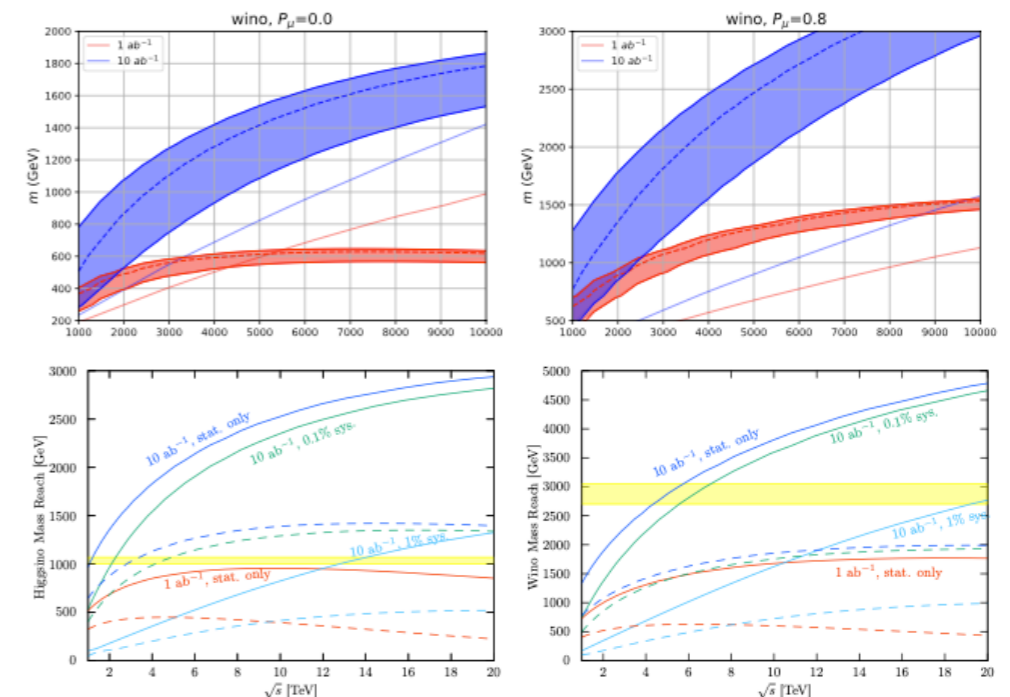 wino, Pμ=0.0
1 ab⁻¹
10 ab⁻¹
m (GeV)
2000
1800
1600
1400
1200
1000
800
600
400
200
1000 2000 3000 4000 5000 6000 7000 8000 9000 10000
wino, Pμ=0.8
1 ab⁻¹
10 ab⁻¹
m (GeV)
3000
2500
2000
1500
1000
500
1000 2000 3000 4000 5000 6000 7000 8000 9000 10000
Higgsino Mass Reach [GeV]
3000
2500
2000
1500
1000
500
0
10 ab⁻¹, stat. only
10 ab⁻¹, 0.1% sys.
10 ab⁻¹, 1% sys.
1 ab⁻¹, stat. only
2 4 6 8 10 12 14 16 18 20
√s [TeV]
Wino Mass Reach [GeV]
5000
4500
4000
3500
3000
2500
2000
1500
1000
500
0
10 ab⁻¹, stat. only
10 ab⁻¹, 0.1% sys.
10 ab⁻¹, 1% sys.
1 ab⁻¹, stat. only
2 4 6 8 10 12 14 16 18 20
√s [TeV]